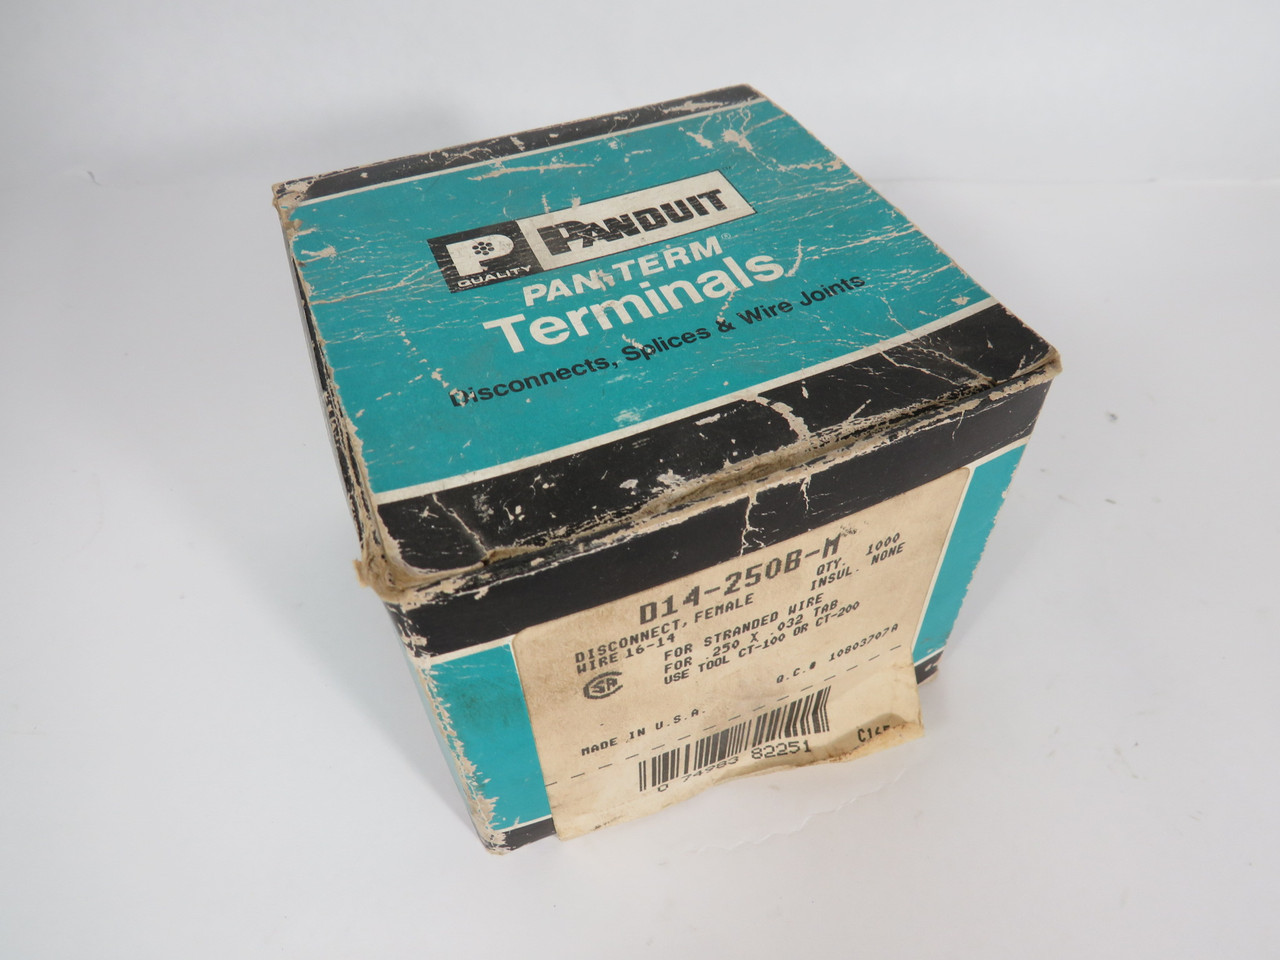 P PANDUIT
QUALITY
PAN-TERM®
Terminals
Disconnects, Splices & Wire Joints
D14-250B-M
DISCONNECT, FEMALE QTY. 1000
WIRE 16-14 INSUL. NONE
FOR STRANDED WIRE
FOR .250 X .032 TAB
USE TOOL CT-100 OR CT-200
SA
Q.C.# 10803707A
MADE IN U.S.A.
0 74983 82251